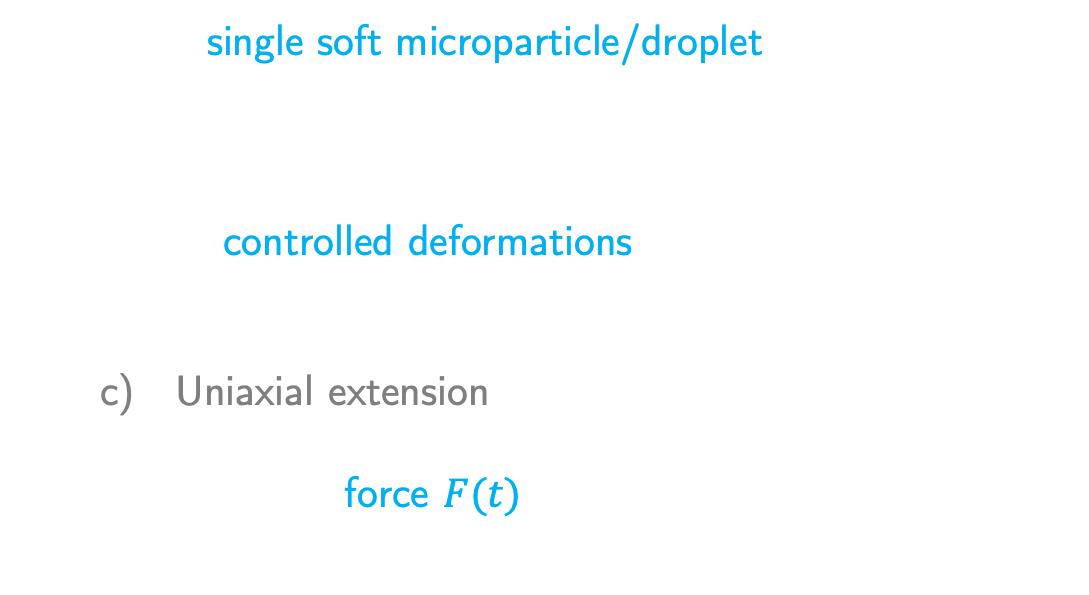 single soft microparticle/droplet
controlled deformations
c) Uniaxial extension
force F(t)